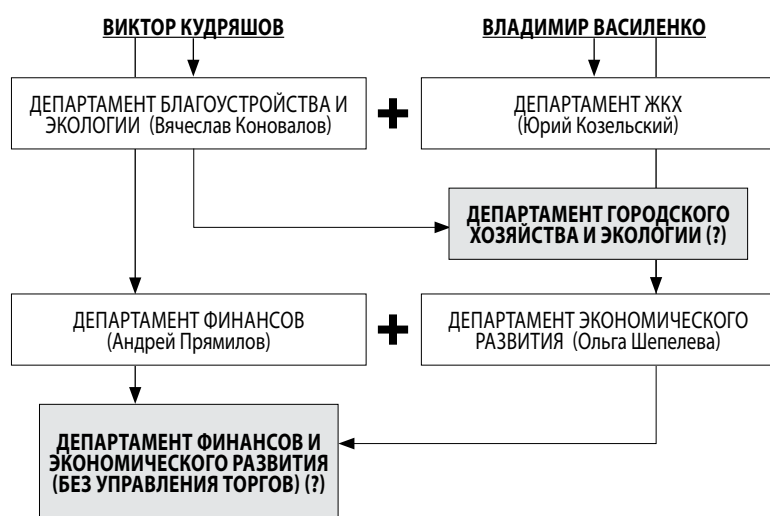 ВИКТОР КУДРЯШОВ
ВЛАДИМИР ВАСИЛЕНКО
ДЕПАРТАМЕНТ БЛАГОУСТРОЙСТВА И
ЭКОЛОГИИ (Вячеслав Коновалов)
+
ДЕПАРТАМЕНТ ЖКХ
(Юрий Козельский)
ДЕПАРТАМЕНТ ГОРОДСКОГО
ХОЗЯЙСТВА И ЭКОЛОГИИ (?)
ДЕПАРТАМЕНТ ФИНАНСОВ
(Андрей Прямилов)
+
ДЕПАРТАМЕНТ ЭКОНОМИЧЕСКОГО
РАЗВИТИЯ (Ольга Шепелева)
ДЕПАРТАМЕНТ ФИНАНСОВ И
ЭКОНОМИЧЕСКОГО РАЗВИТИЯ
(БЕЗ УПРАВЛЕНИЯ ТОРГОВ) (?)